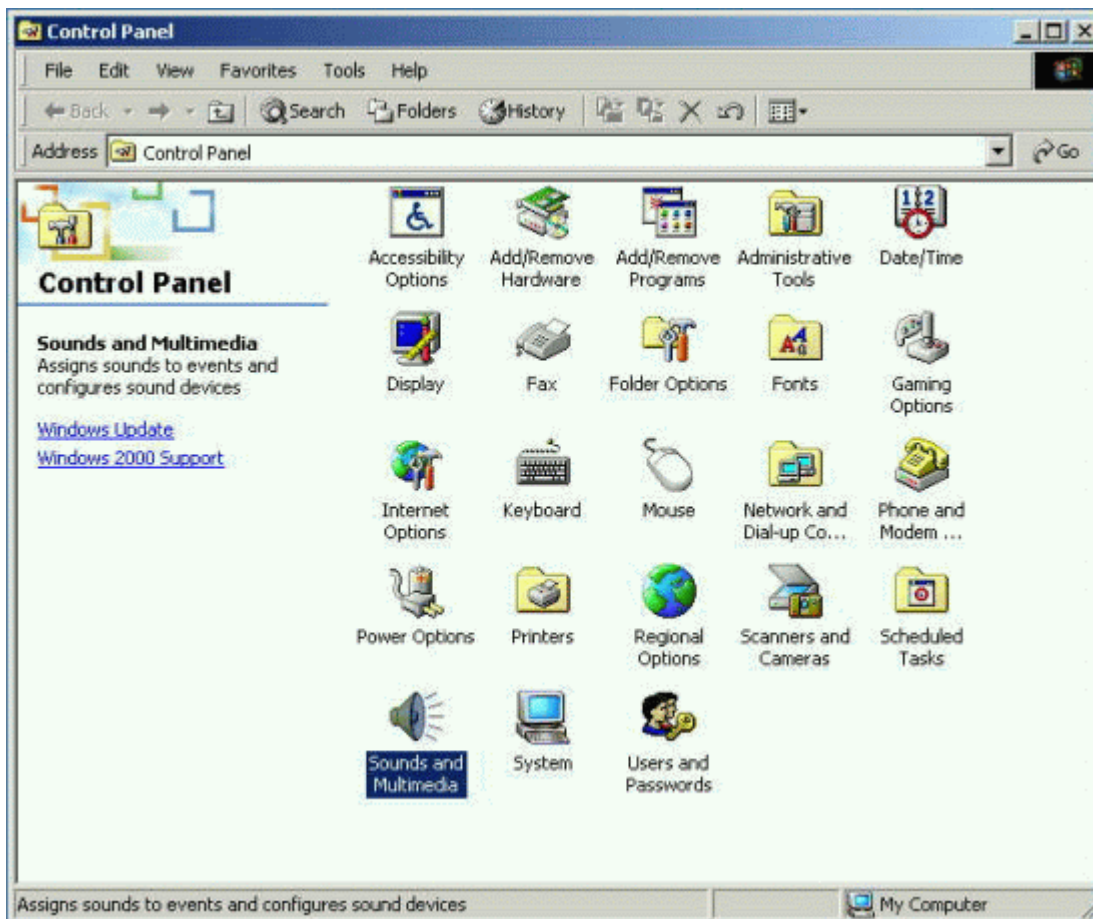 Control Panel
File Edit View Favorites Tools Help
Back Search Folders History
Address Control Panel Go
Control Panel
Sounds and Multimedia
Assigns sounds to events and
configures sound devices
Windows Update
Windows 2000 Support
Accessibility
Options
Add/Remove
Hardware
Add/Remove
Programs
Administrative
Tools
Date/Time
Display
Fax
Folder Options
Fonts
Gaming
Options
Internet
Options
Keyboard
Mouse
Network and
Dial-up Co...
Phone and
Modem ...
Power Options
Printers
Regional
Options
Scanners and
Cameras
Scheduled
Tasks
Sounds and
Multimedia
System
Users and
Passwords
Assigns sounds to events and configures sound devices My Computer